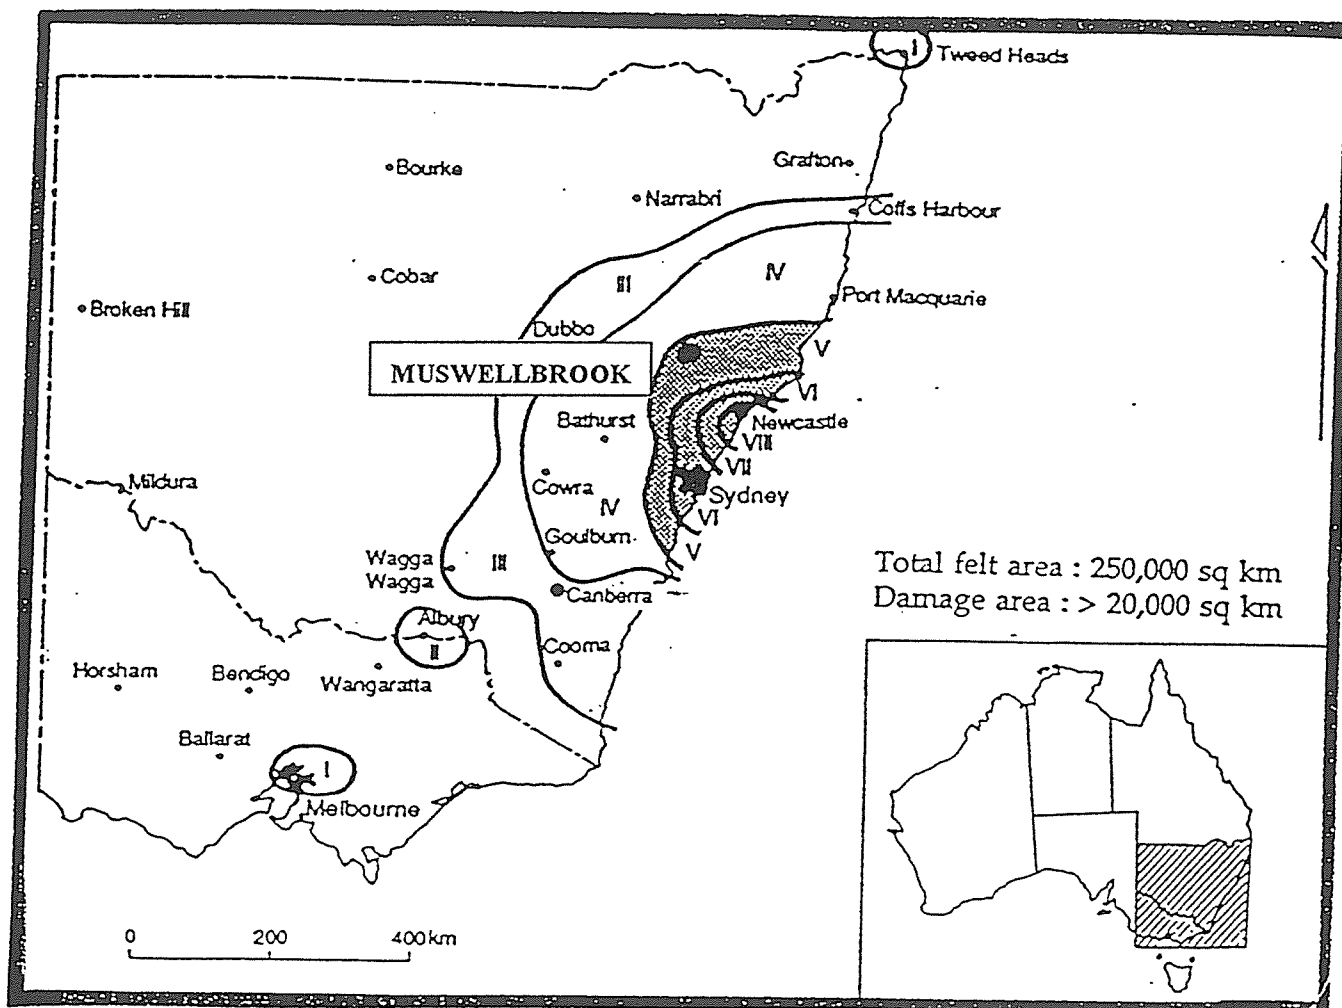 I
Tweed Heads
Grafton
Bourke
Narrabri
Coffs Harbour
Cobar
III
IV
Port Macquarie
Broken Hill
Dubbo
V
MUSWELLBROOK
VI
Bathurst
Newcastle
VIII
VII
Mildura
Cowra
Sydney
IV
VI
Goulburn
V
Wagga
Wagga
III
Canberra
Total felt area : 250,000 sq km
Damage area : > 20,000 sq km
Albury
II
Cooma
Horsham
Bendigo
Wangaratta
Ballarat
I
Melbourne
0 200 400 km